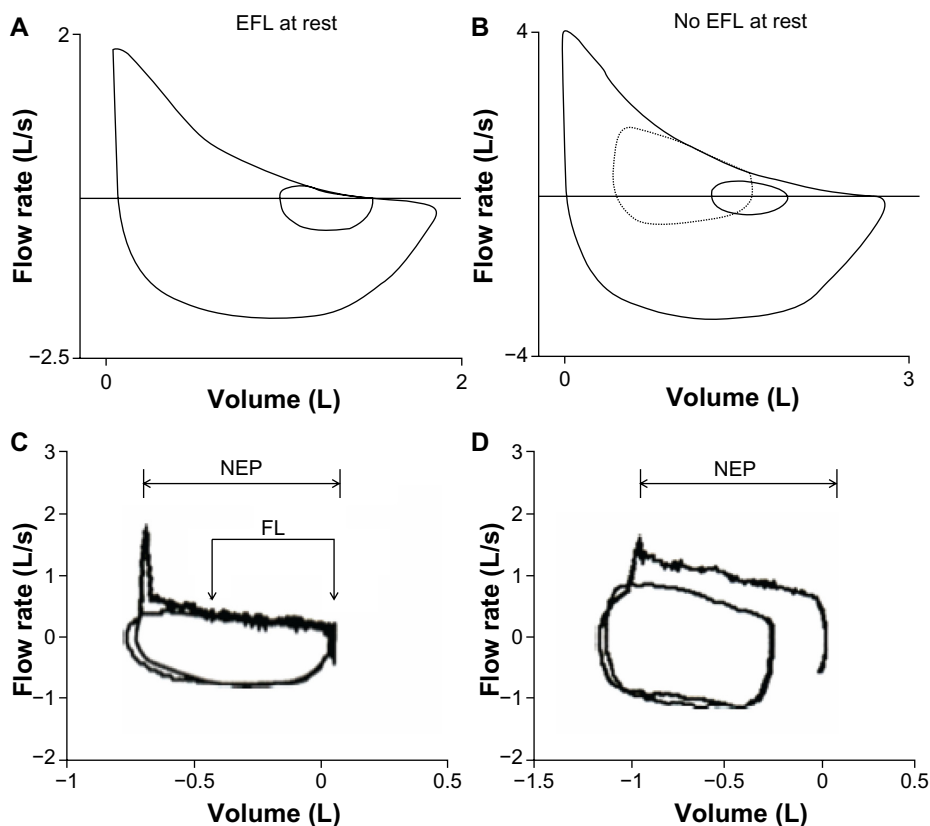 A
EFL at rest
2
Flow rate (L/s)
−2.5
0
2
Volume (L)
B
No EFL at rest
4
Flow rate (L/s)
−4
0
3
Volume (L)
C
3
2
1
0
−1
−2
Flow rate (L/s)
NEP
FL
−1
−0.5
0
0.5
Volume (L)
D
3
2
1
0
−1
−2
Flow rate (L/s)
NEP
−1.5
−1
−0.5
0
0.5
Volume (L)